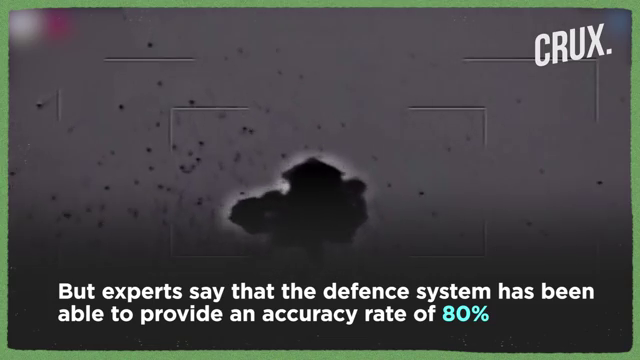 CRUX.
But experts say that the defence system has been
able to provide an accuracy rate of 80%